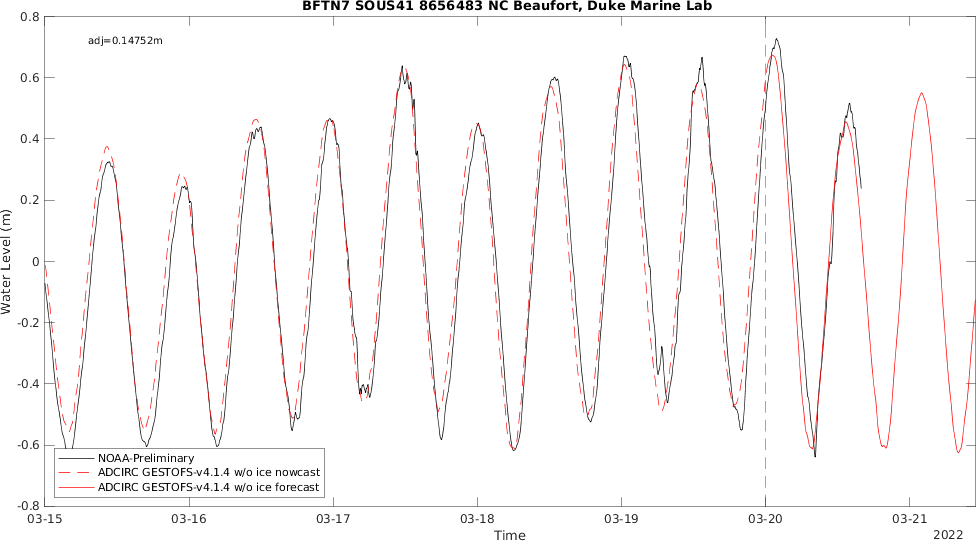 BFTN7 SOUS41 8656483 NC Beaufort, Duke Marine Lab
adj=0.14752m
Water Level (m)
0.8
0.6
0.4
0.2
0
-0.2
-0.4
-0.6
-0.8
NOAA-Preliminary
ADCIRC GESTOFS-v4.1.4 w/o ice nowcast
ADCIRC GESTOFS-v4.1.4 w/o ice forecast
03-15 03-16 03-17 03-18 03-19 03-20 03-21
Time
2022